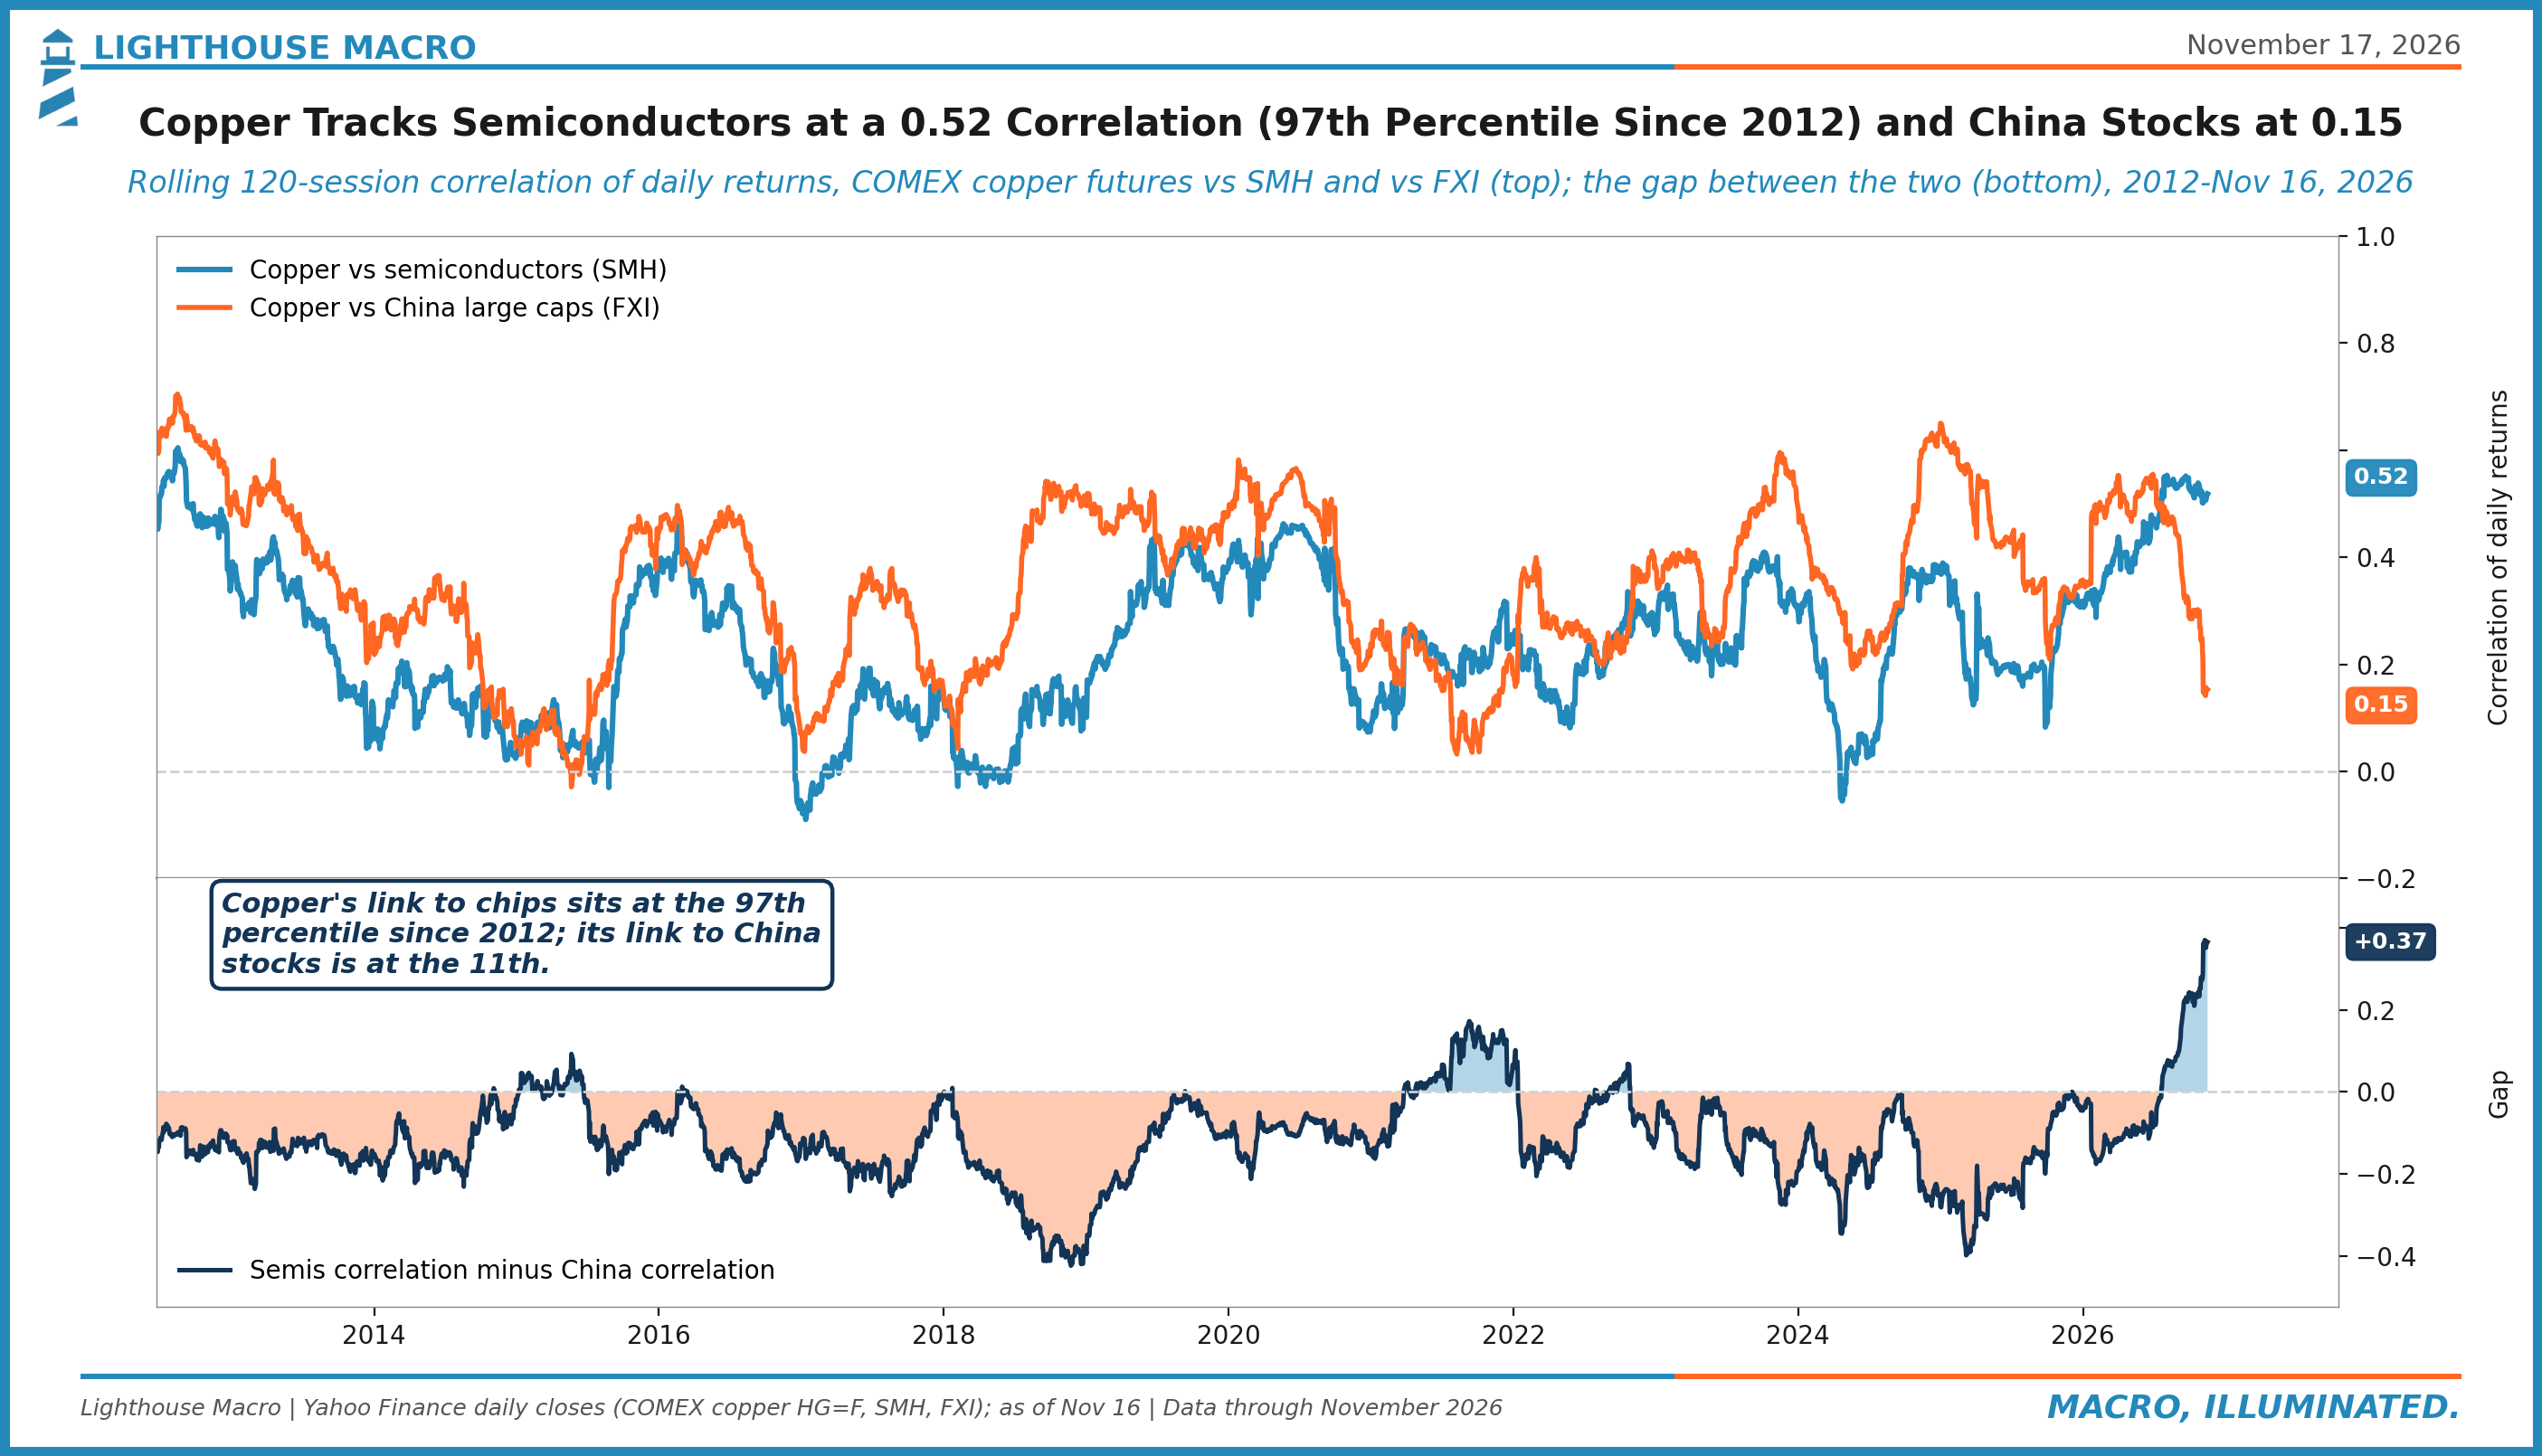 LIGHTHOUSE MACRO
November 17, 2026
Copper Tracks Semiconductors at a 0.52 Correlation (97th Percentile Since 2012) and China Stocks at 0.15
Rolling 120-session correlation of daily returns, COMEX copper futures vs SMH and vs FXI (top); the gap between the two (bottom), 2012-Nov 16, 2026
Copper vs semiconductors (SMH)
Copper vs China large caps (FXI)
1.0
0.8
0.52
0.4
0.2
0.15
0.0
−0.2
Correlation of daily returns
Copper's link to chips sits at the 97th
percentile since 2012; its link to China
stocks is at the 11th.
+0.37
0.2
0.0
−0.2
−0.4
Gap
Semis correlation minus China correlation
2014
2016
2018
2020
2022
2024
2026
Lighthouse Macro | Yahoo Finance daily closes (COMEX copper HG=F, SMH, FXI); as of Nov 16 | Data through November 2026
MACRO, ILLUMINATED.